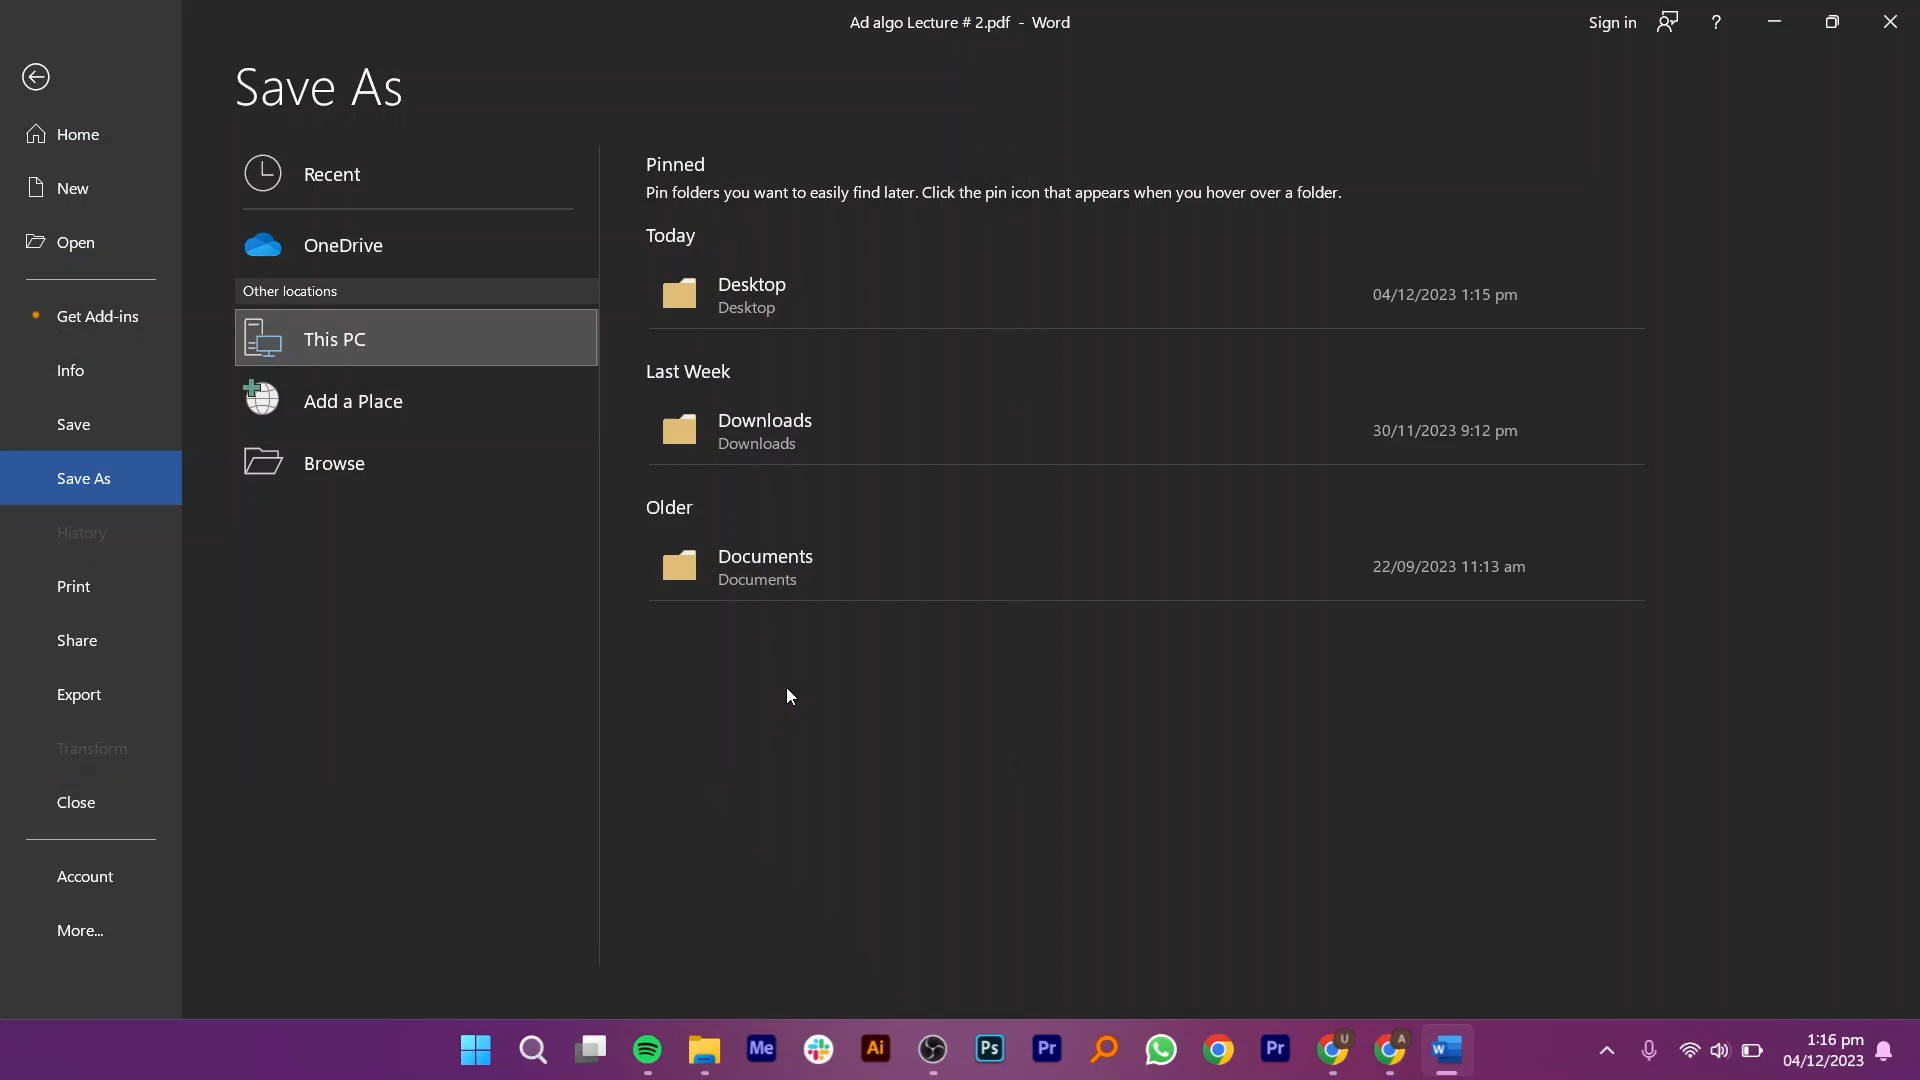 Ad algo Lecture # 2.pdf - Word
Sign in
?
Save As
Home
New
Open
Get Add-ins
Info
Save
Save As
History
Print
Share
Export
Transform
Close
Account
More...
Recent
OneDrive
Other locations
This PC
Add a Place
Browse
Pinned
Pin folders you want to easily find later. Click the pin icon that appears when you hover over a folder.
Today
Desktop
Desktop
04/12/2023 1:15 pm
Last Week
Downloads
Downloads
30/11/2023 9:12 pm
Older
Documents
Documents
22/09/2023 11:13 am
Me
Ai
Ps
Pr
Pr
U
A
W
1:16 pm
04/12/2023